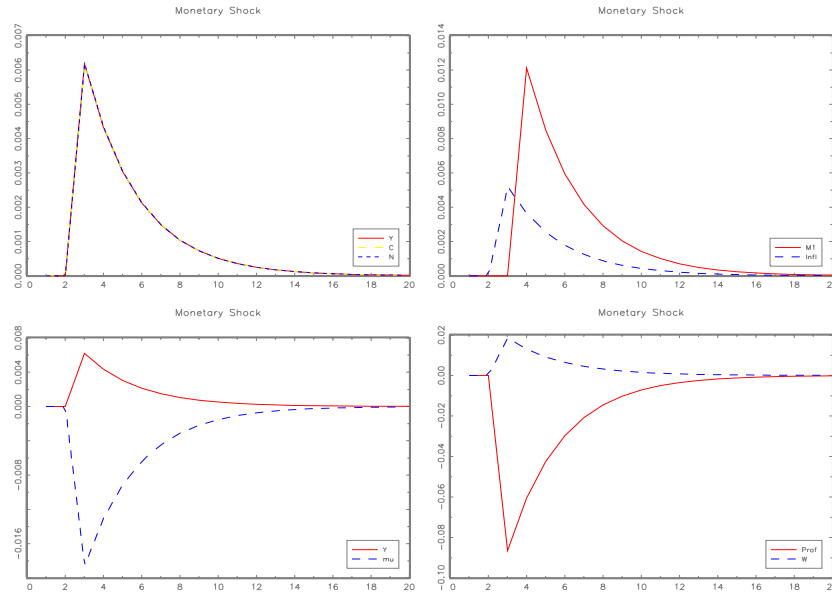 Monetary Shock
0.007
0.006
0.005
0.004
0.003
0.002
0.001
0.000
0 2 4 6 8 10 12 14 16 18 20
Y
C
N
Monetary Shock
0.014
0.012
0.010
0.008
0.006
0.004
0.002
0.000
0 2 4 6 8 10 12 14 16 18 20
M1
Infl
Monetary Shock
0.008
0.004
0.000
-0.008
-0.016
0 2 4 6 8 10 12 14 16 18 20
Y
mu
Monetary Shock
0.02
-0.00
-0.02
-0.04
-0.06
-0.08
-0.10
0 2 4 6 8 10 12 14 16 18 20
Prof
W